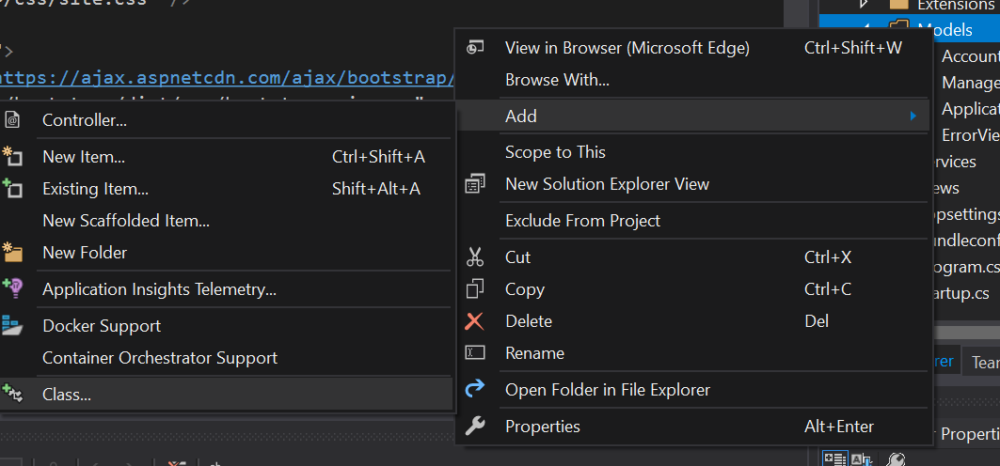 /css/site.css" />
">
https://ajax.aspnetcdn.com/ajax/bootstrap/
Controller...
New Item... Ctrl+Shift+A
Existing Item... Shift+Alt+A
New Scaffolded Item...
New Folder
Application Insights Telemetry...
Docker Support
Container Orchestrator Support
Class...
View in Browser (Microsoft Edge) Ctrl+Shift+W
Browse With...
Add
Scope to This
New Solution Explorer View
Exclude From Project
Cut Ctrl+X
Copy Ctrl+C
Delete Del
Rename
Open Folder in File Explorer
Properties Alt+Enter
Extensions
Models
Account
Manage
Applicat
ErrorVie
rvices
ews
ppsettings
undleconf
ogram.cs
artup.cs
rer Tear
r Properti